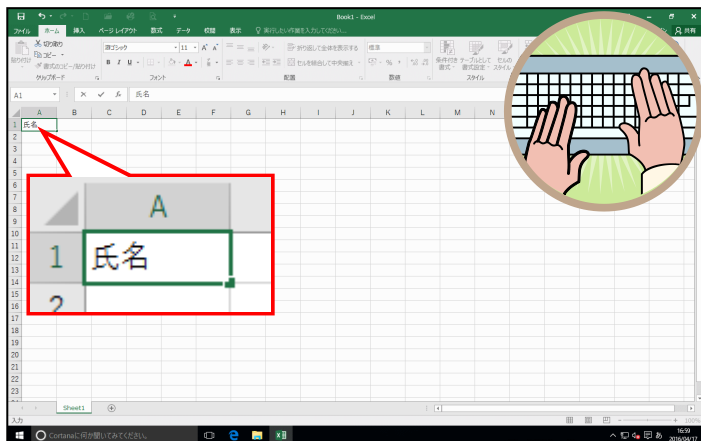 Book1 - Excel
ファイル ホーム 挿入 ページ レイアウト 数式 データ 校閲 表示 実行したい作業を入力してください... 共有
切り取り
コピー
書式のコピー/貼り付け
貼り付け
游ゴシック 11 A A
B I U
折り返して全体を表示する
セルを結合して中央揃え
標準
%
条件付き 書式
テーブルとして 書式設定
セルの スタイル
クリップボード フォント 配置 数値 スタイル
A1 fx 氏名
A B C D E F G H I J K L M N
1 氏名
2
3
4
5
6
7
8
9
10
11
12
13
14
15
16
17
18
19
20
21
22
23
A
1 氏名
2
Sheet1
入力 100%
Cortanaに何か聞いてみてください。
あ 16:59
2016/04/17